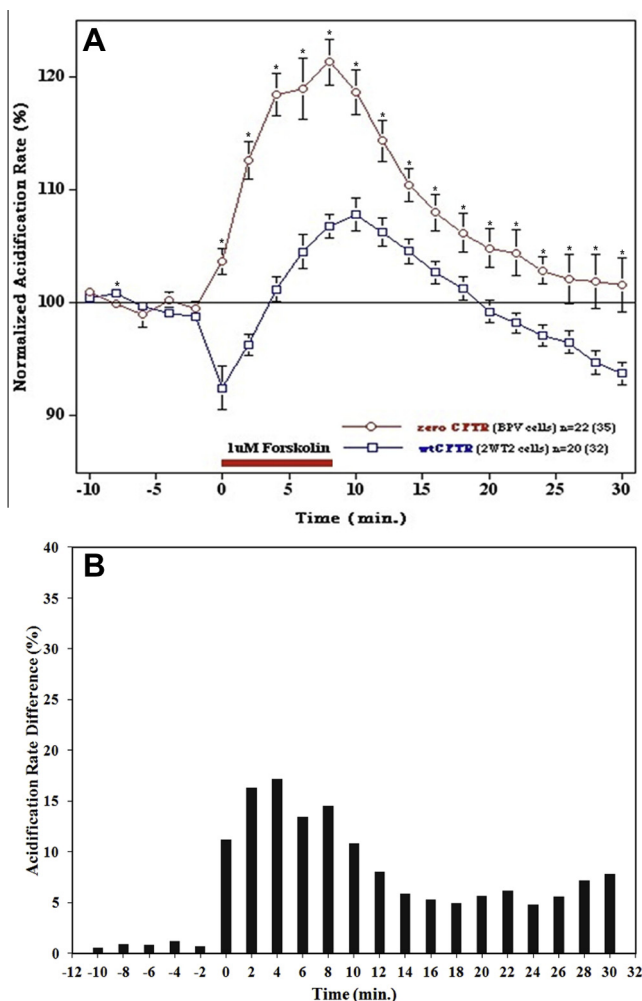 A
Normalized Acidification Rate (%)
120
110
100
90
* * * * * * * * * * * * * * * * *
zero CFTR (BPV cells) n=22 (35)
wtCFTR (2WT2 cells) n=20 (32)
1uM Forskolin
-10 -5 0 5 10 15 20 25 30
Time (min.)
B
Acidification Rate Difference (%)
40
35
30
25
20
15
10
5
0
-12 -10 -8 -6 -4 -2 0 2 4 6 8 10 12 14 16 18 20 22 24 26 28 30 32
Time (min.)